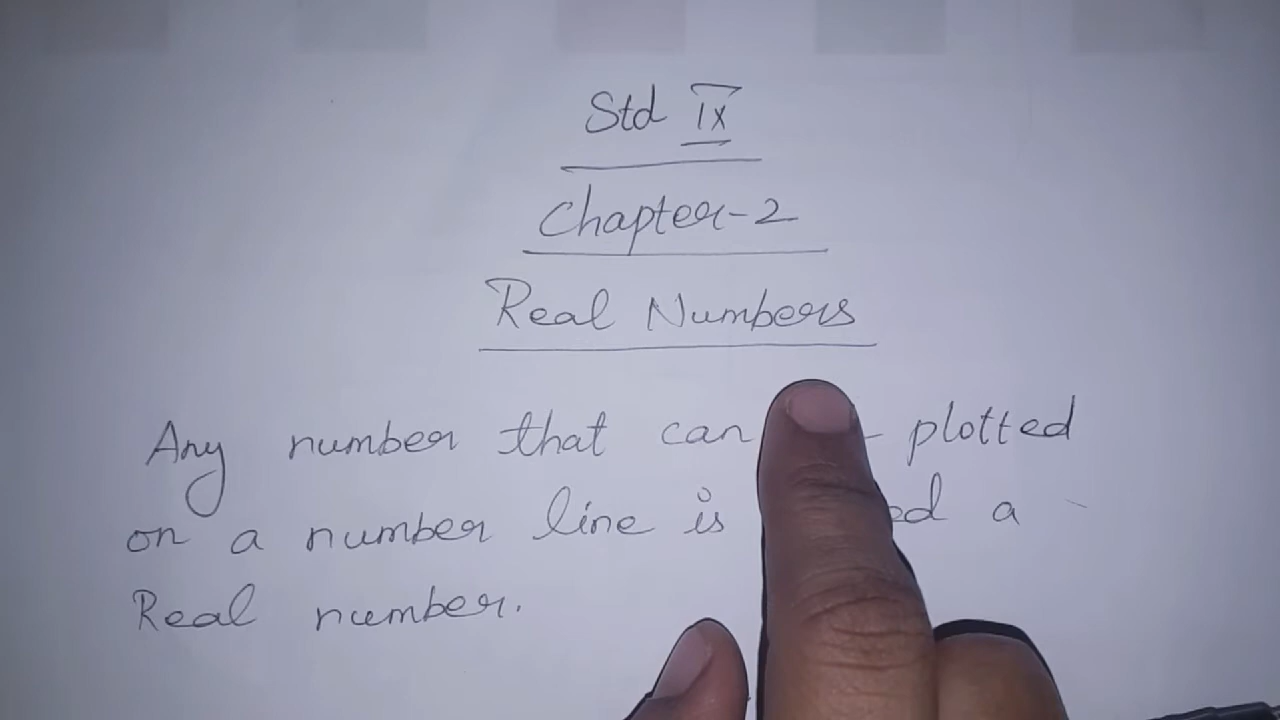 Std IX
Chapter-2
Real Numbers
Any number that can plotted
on a number line is a
Real number.